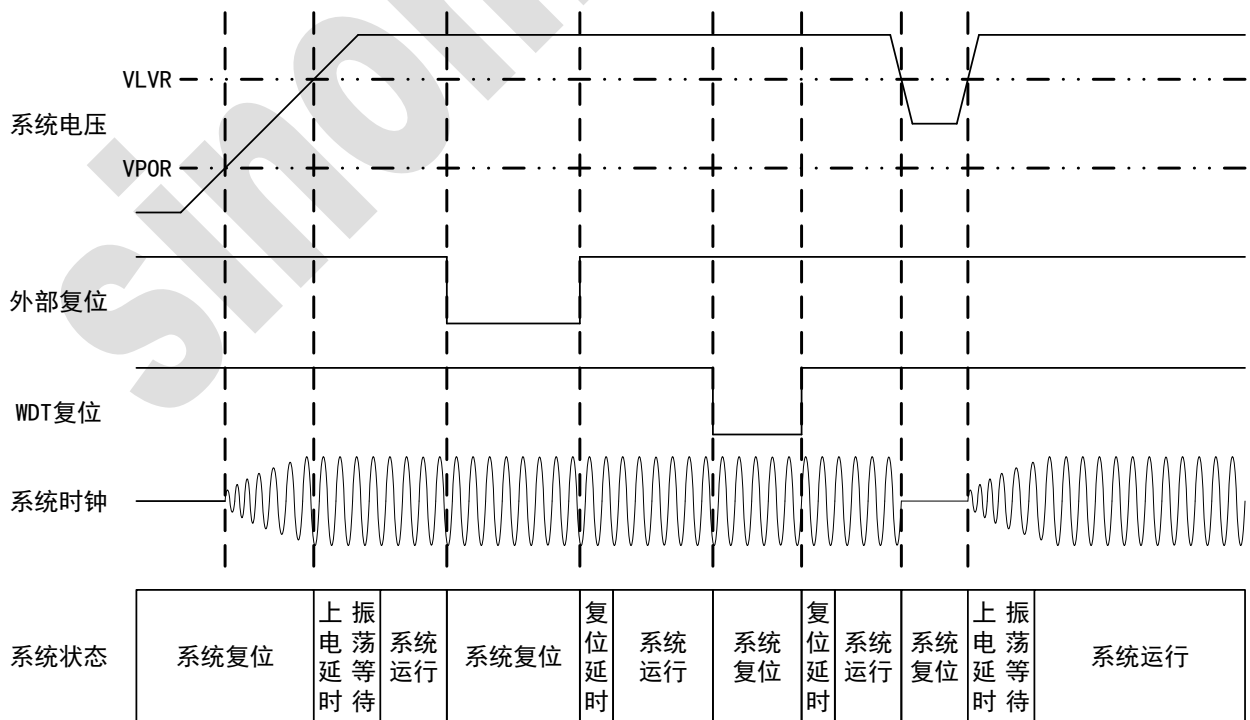 VLVR
系统电压
VPOR
外部复位
WDT复位
系统时钟
系统状态
系统复位
上电延时
振荡等待
系统
运行
系统复位
复位延时
系统
运行
系统
复位
复位延时
系统
运行
系统
复位
上电延时
振荡等待
系统运行